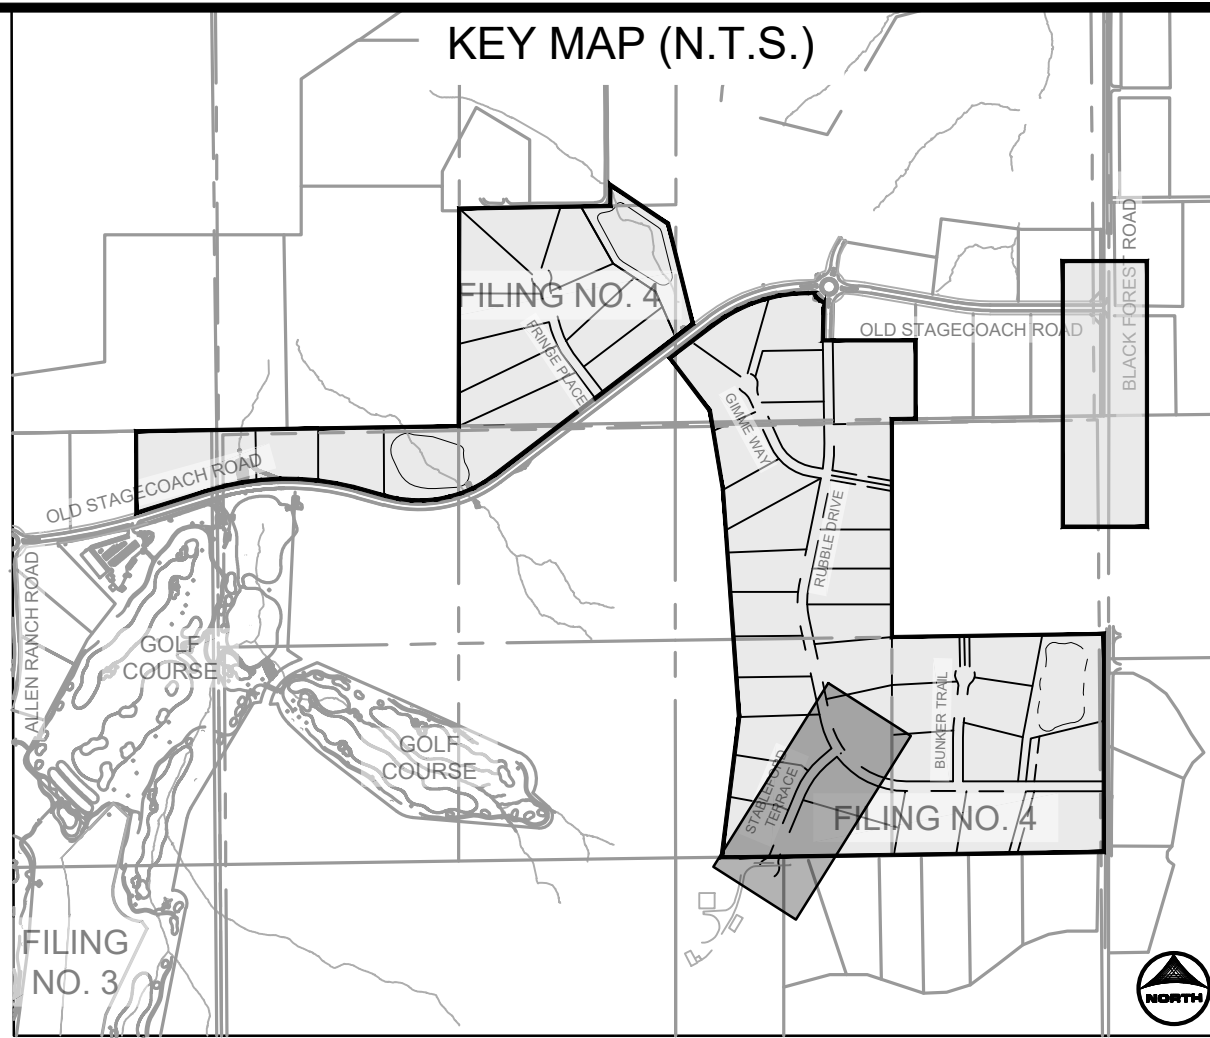 KEY MAP (N.T.S.)
BLACK FOREST ROAD
FILING NO. 4
OLD STAGECOACH ROAD
FRINGE PLACE
GIMME WAY
OLD STAGECOACH ROAD
RUBBLE DRIVE
ALLEN RANCH ROAD
GOLF
COURSE
BUNKER TRAIL
GOLF
COURSE
STABLEFORD
TERRACE
FILING NO. 4
FILING
NO. 3
NORTH